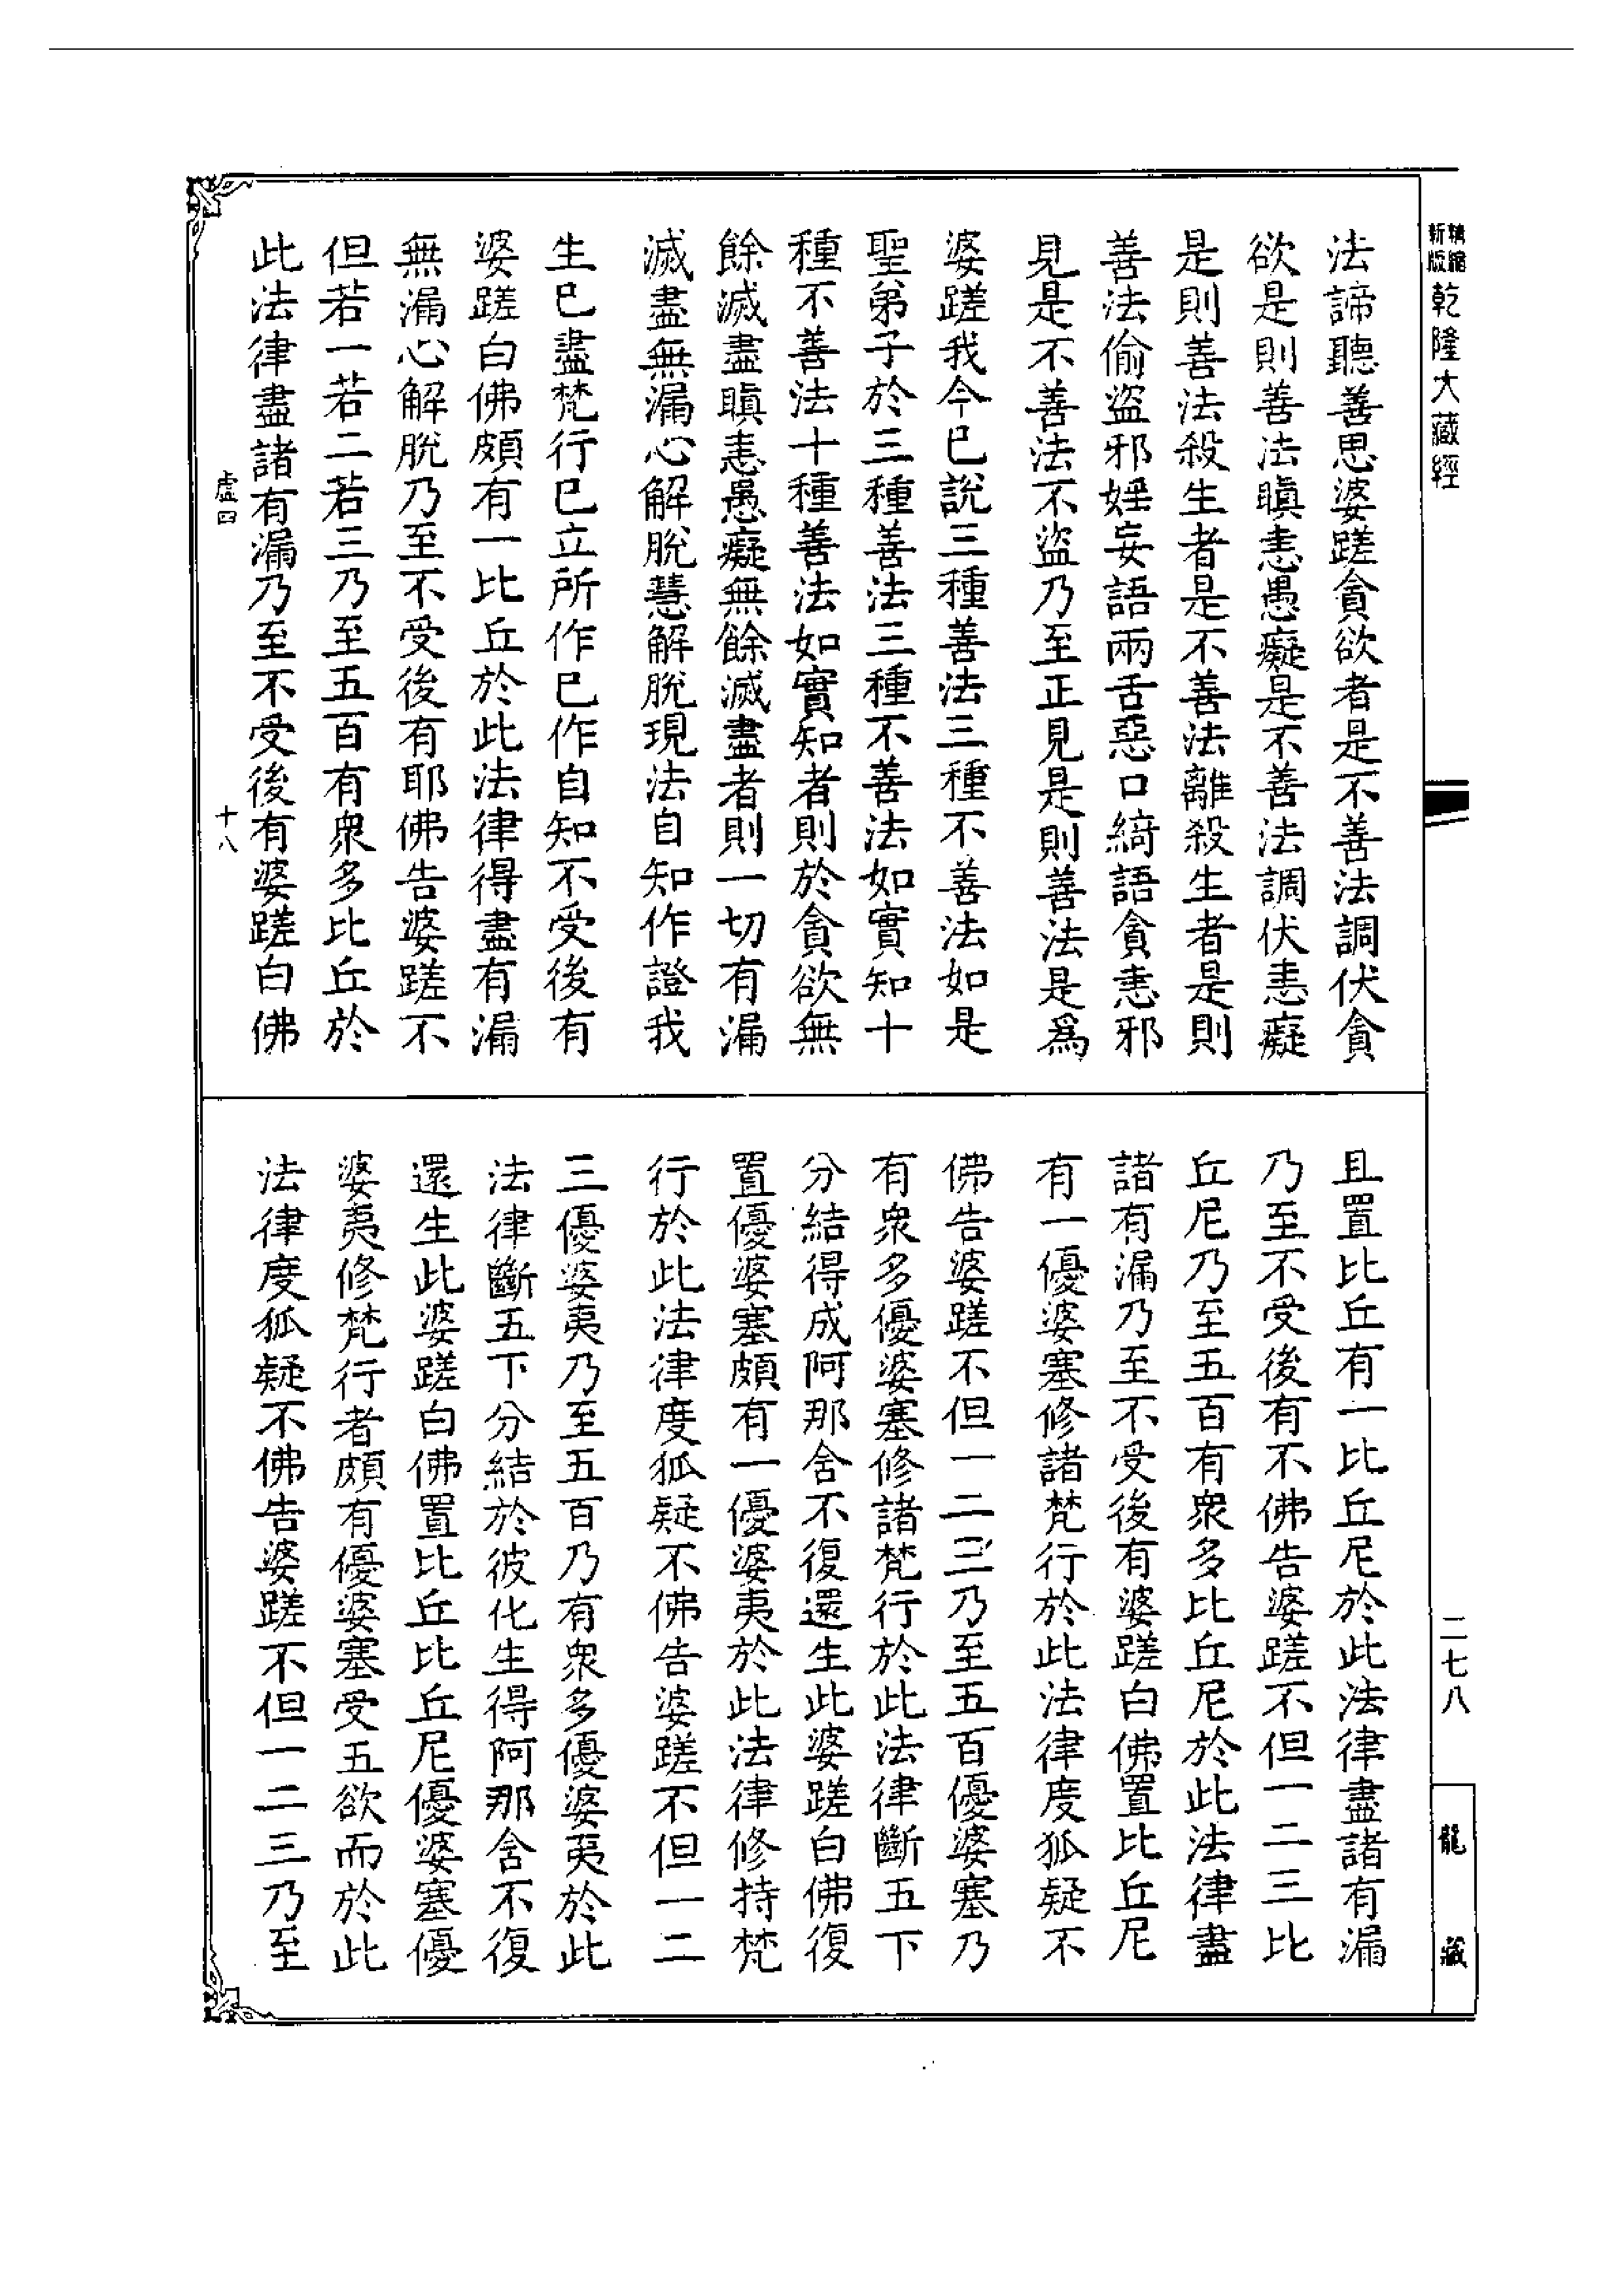 精縮新版乾隆大藏經
法諦聽善思婆蹉貪欲者是不善法調伏貪
欲是則善法瞋恚愚癡是不善法調伏恚癡
是則善法殺生者是不善法離殺生者是則
善法偷盜邪婬妄語兩舌惡口綺語貪恚邪
見是不善法不盜乃至正見是則善法是爲
婆蹉我今已說三種善法三種不善法如是
聖弟子於三種善法三種不善法如實知十
種不善法十種善法如實知者則於貪欲無
餘滅盡瞋恚愚癡無餘滅盡者則一切有漏
滅盡無漏心解脫慧解脫現法自知作證我
生已盡梵行已立所作已作自知不受後有
婆蹉白佛頗有一比丘於此法律得盡有漏
無漏心解脫乃至不受後有耶佛告婆蹉不
但若一若二若三乃至五百有衆多比丘於
此法律盡諸有漏乃至不受後有婆蹉白佛
虛四
十八
且置比丘有一比丘尼於此法律盡諸有漏
乃至不受後有不佛告婆蹉不但一二三比
丘尼乃至五百有衆多比丘尼於此法律盡
諸有漏乃至不受後有婆蹉白佛置比丘尼
有一優婆塞修諸梵行於此法律度狐疑不
佛告婆蹉不但一二三乃至五百優婆塞乃
有衆多優婆塞修諸梵行於此法律斷五下
分結得成阿那含不復還生此婆蹉白佛復
置優婆塞頗有一優婆夷於此法律修持梵
行於此法律度狐疑不佛告婆蹉不但一二
三優婆夷乃至五百乃有衆多優婆夷於此
法律斷五下分結於彼化生得阿那含不復
還生此婆蹉白佛置比丘比丘尼優婆塞優
婆夷修梵行者頗有優婆塞受五欲而於此
法律度狐疑不佛告婆蹉不但一二三乃至
二七八
龍藏